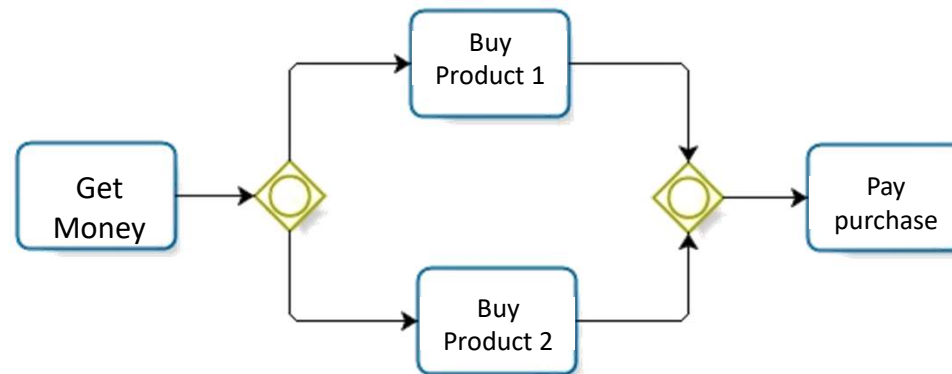 Buy
Product 1
Get
Money
Pay
purchase
Buy
Product 2